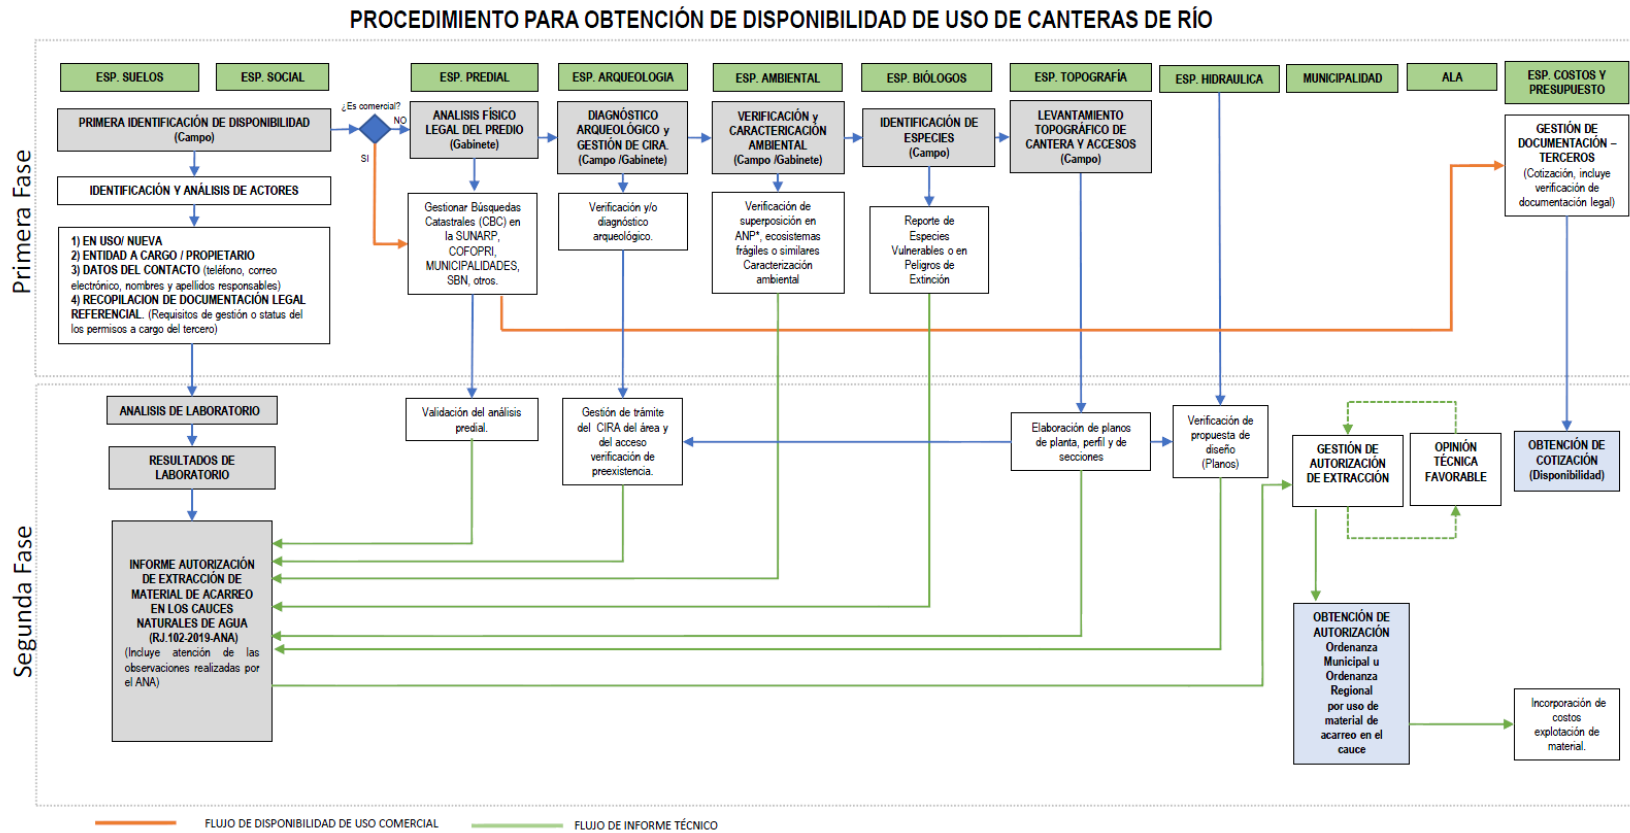 PROCEDIMIENTO PARA OBTENCIÓN DE DISPONIBILIDAD DE USO DE CANTERAS DE RÍO
Primera Fase
ESP. SUELOS
ESP. SOCIAL
ESP. PREDIAL
ESP. ARQUEOLOGIA
ESP. AMBIENTAL
ESP. BIÓLOGOS
ESP. TOPOGRAFÍA
ESP. HIDRAULICA
MUNICIPALIDAD
ALA
ESP. COSTOS Y
PRESUPUESTO
PRIMERA IDENTIFICACIÓN DE DISPONIBILIDAD
(Campo)
¿Es comercial?
NO
SI
ANALISIS FÍSICO
LEGAL DEL PREDIO
(Gabinete)
DIAGNÓSTICO
ARQUEOLÓGICO y
GESTIÓN DE CIRA.
(Campo /Gabinete)
VERIFICACIÓN y
CARACTERICACIÓN
AMBIENTAL
(Campo /Gabinete)
IDENTIFICACIÓN DE
ESPECIES
(Campo)
LEVANTAMIENTO
TOPOGRÁFICO DE
CANTERA Y ACCESOS
(Campo)
GESTIÓN DE
DOCUMENTACIÓN –
TERCEROS
(Cotización, incluye
verificación de
documentación legal)
IDENTIFICACIÓN Y ANÁLISIS DE ACTORES
1) EN USO/ NUEVA
2) ENTIDAD A CARGO / PROPIETARIO
3) DATOS DEL CONTACTO (teléfono, correo
electrónico, nombres y apellidos responsables)
4) RECOPILACION DE DOCUMENTACIÓN LEGAL
REFERENCIAL. (Requisitos de gestión o status del
los permisos a cargo del tercero)
Gestionar Búsquedas
Catastrales (CBC) en
la SUNARP,
COFOPRI,
MUNICIPALIDADES,
SBN, otros.
Verificación y/o
diagnóstico
arqueológico.
Verificación de
superposición en
ANP*, ecosistemas
frágiles o similares
Caracterización
ambiental
Reporte de
Especies
Vulnerables o en
Peligros de
Extinción
Segunda Fase
ANALISIS DE LABORATORIO
RESULTADOS DE
LABORATORIO
INFORME AUTORIZACIÓN
DE EXTRACCIÓN DE
MATERIAL DE ACARREO
EN LOS CAUCES
NATURALES DE AGUA
(RJ.102-2019-ANA)
(Incluye atención de las
observaciones realizadas por
el ANA)
Validación del análisis
predial.
Gestión de trámite
del CIRA del área y
del acceso
verificación de
preexistencia.
Elaboración de planos
de planta, perfil y de
secciones
Verificación de
propuesta de
diseño
(Planos)
GESTIÓN DE
AUTORIZACIÓN
DE EXTRACCIÓN
OPINIÓN
TÉCNICA
FAVORABLE
OBTENCIÓN DE
COTIZACIÓN
(Disponibilidad)
OBTENCIÓN DE
AUTORIZACIÓN
Ordenanza
Municipal u
Ordenanza
Regional
por uso de
material de
acarreo en el
cauce
Incorporación de
costos
explotación de
material.
FLUJO DE DISPONIBILIDAD DE USO COMERCIAL
FLUJO DE INFORME TÉCNICO